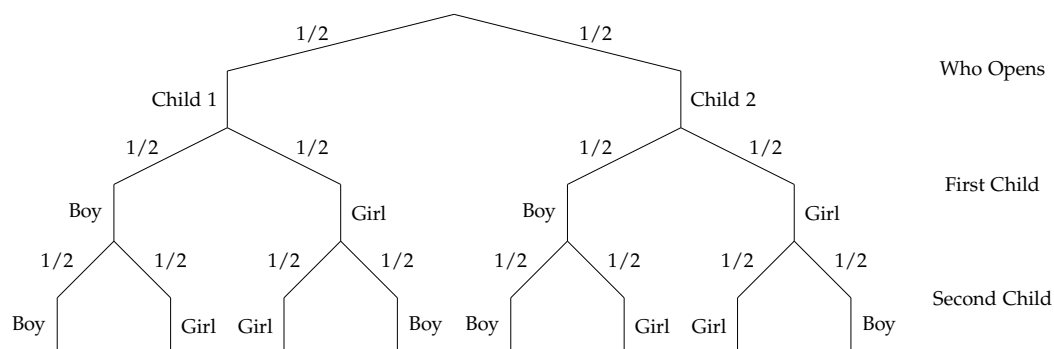 1/2 1/2
Who Opens
Child 1 Child 2
1/2 1/2 1/2 1/2
First Child
Boy Girl Boy Girl
1/2 1/2 1/2 1/2 1/2 1/2 1/2 1/2
Second Child
Boy Girl Girl Boy Boy Girl Girl Boy